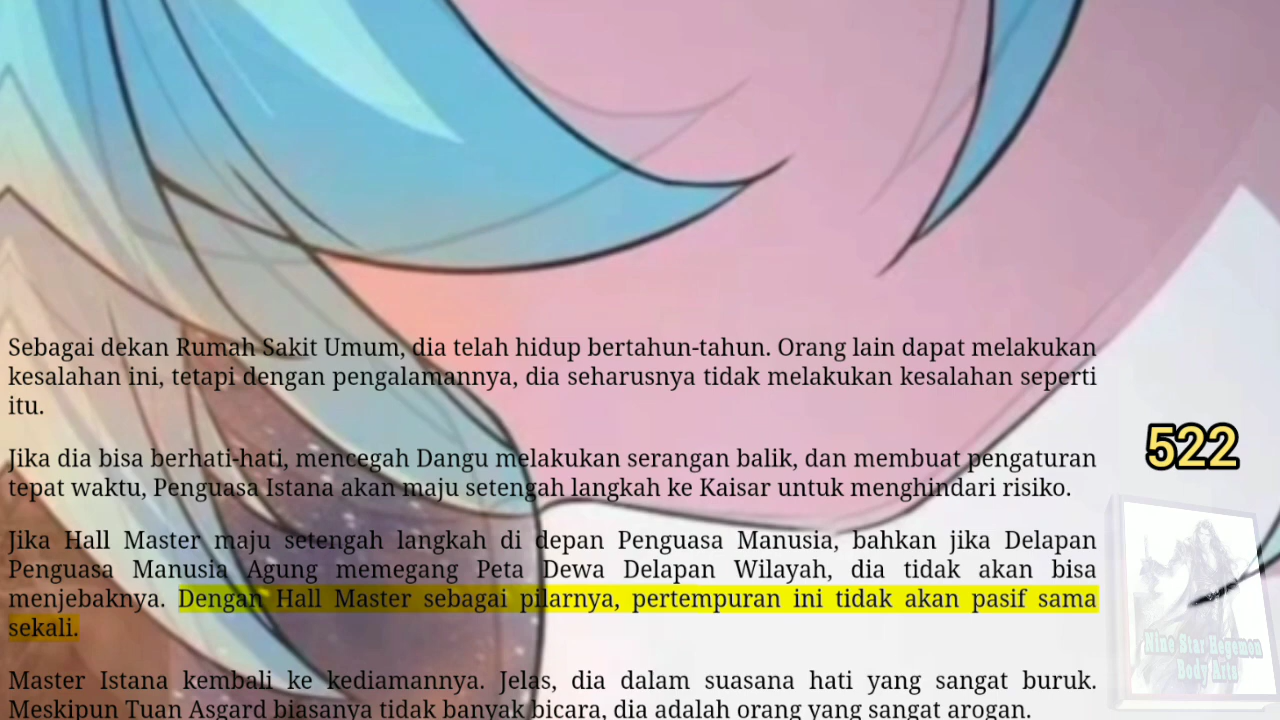 Sebagai dekan Rumah Sakit Umum, dia telah hidup bertahun-tahun. Orang lain dapat melakukan
kesalahan ini, tetapi dengan pengalamannya, dia seharusnya tidak melakukan kesalahan seperti
itu.
Jika dia bisa berhati-hati, mencegah Dangu melakukan serangan balik, dan membuat pengaturan
tepat waktu, Penguasa Istana akan maju setengah langkah ke Kaisar untuk menghindari risiko.
Jika Hall Master maju setengah langkah di depan Penguasa Manusia, bahkan jika Delapan
Penguasa Manusia Agung memegang Peta Dewa Delapan Wilayah, dia tidak akan bisa
menjebaknya. Dengan Hall Master sebagai pilarnya, pertempuran ini tidak akan pasif sama
sekali.
Master Istana kembali ke kediamannya. Jelas, dia dalam suasana hati yang sangat buruk.
Meskipun Tuan Asgard biasanya tidak banyak bicara, dia adalah orang yang sangat arogan.
522
Nine Star Hegemon
Body Arts